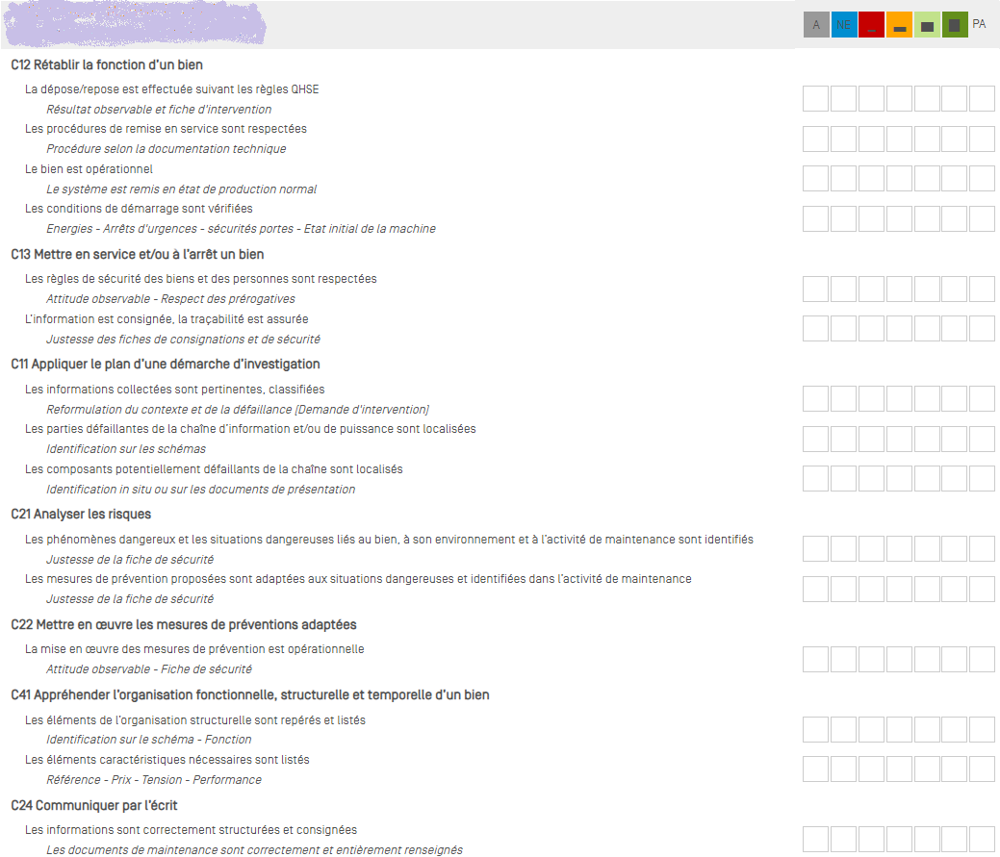 A NE PA
C12 Rétablir la fonction d'un bien
La dépose/repose est effectuée suivant les règles QHSE
Résultat observable et fiche d'intervention
Les procédures de remise en service sont respectées
Procédure selon la documentation technique
Le bien est opérationnel
Le système est remis en état de production normal
Les conditions de démarrage sont vérifiées
Energies - Arrêts d'urgences - sécurités portes - Etat initial de la machine
C13 Mettre en service et/ou à l'arrêt un bien
Les règles de sécurité des biens et des personnes sont respectées
Attitude observable - Respect des prérogatives
L'information est consignée, la traçabilité est assurée
Justesse des fiches de consignations et de sécurité
C11 Appliquer le plan d'une démarche d'investigation
Les informations collectées sont pertinentes, classifiées
Reformulation du contexte et de la défaillance (Demande d'intervention)
Les parties défaillantes de la chaîne d'information et/ou de puissance sont localisées
Identification sur les schémas
Les composants potentiellement défaillants de la chaîne sont localisés
Identification in situ ou sur les documents de présentation
C21 Analyser les risques
Les phénomènes dangereux et les situations dangereuses liés au bien, à son environnement et à l'activité de maintenance sont identifiés
Justesse de la fiche de sécurité
Les mesures de prévention proposées sont adaptées aux situations dangereuses et identifiées dans l'activité de maintenance
Justesse de la fiche de sécurité
C22 Mettre en œuvre les mesures de préventions adaptées
La mise en œuvre des mesures de prévention est opérationnelle
Attitude observable - Fiche de sécurité
C41 Appréhender l'organisation fonctionnelle, structurelle et temporelle d'un bien
Les éléments de l'organisation structurelle sont repérés et listés
Identification sur le schéma - Fonction
Les éléments caractéristiques nécessaires sont listés
Référence - Prix - Tension - Performance
C24 Communiquer par l'écrit
Les informations sont correctement structurées et consignées
Les documents de maintenance sont correctement et entièrement renseignés